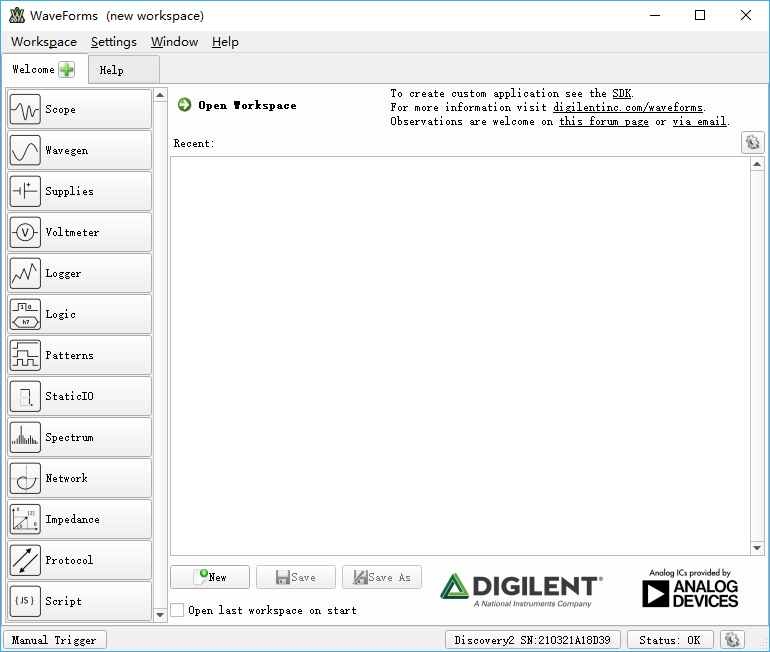 WaveForms (new workspace)
Workspace Settings Window Help
Welcome Help
Scope
Wavegen
Supplies
Voltmeter
Logger
Logic
Patterns
StaticIO
Spectrum
Network
Impedance
Protocol
{JS} Script
Open Workspace
To create custom application see the SDK.
For more information visit digilentinc.com/waveforms.
Observations are welcome on this forum page or via email.
Recent:
New Save Save As
Open last workspace on start
DIGILENT®
A National Instruments Company
Analog ICs provided by
ANALOG
DEVICES
Manual Trigger Discovery2 SN:210321A18D39 Status: OK